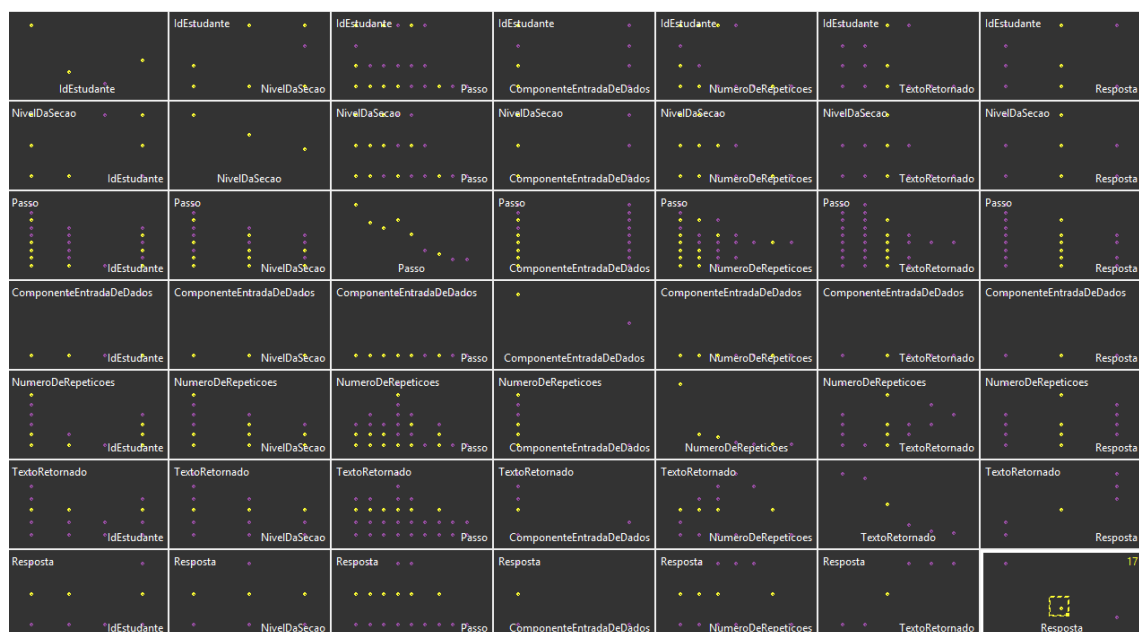 IdEstudante IdEstudante IdEstudante IdEstudante IdEstudante IdEstudante
IdEstudante NivelDaSecao Passo ComponenteEntradaDeDados NumeroDeRepeticoes TextoRetornado Resposta
NivelDaSecao NivelDaSecao NivelDaSecao NivelDaSecao NivelDaSecao NivelDaSecao
IdEstudante NivelDaSecao Passo ComponenteEntradaDeDados NumeroDeRepeticoes TextoRetornado Resposta
Passo Passo Passo Passo Passo Passo
IdEstudante NivelDaSecao Passo ComponenteEntradaDeDados NumeroDeRepeticoes TextoRetornado Resposta
ComponenteEntradaDeDados ComponenteEntradaDeDados ComponenteEntradaDeDados ComponenteEntradaDeDados ComponenteEntradaDeDados ComponenteEntradaDeDados
IdEstudante NivelDaSecao Passo ComponenteEntradaDeDados NumeroDeRepeticoes TextoRetornado Resposta
NumeroDeRepeticoes NumeroDeRepeticoes NumeroDeRepeticoes NumeroDeRepeticoes NumeroDeRepeticoes NumeroDeRepeticoes
IdEstudante NivelDaSecao Passo ComponenteEntradaDeDados NumeroDeRepeticoes TextoRetornado Resposta
TextoRetornado TextoRetornado TextoRetornado TextoRetornado TextoRetornado TextoRetornado
IdEstudante NivelDaSecao Passo ComponenteEntradaDeDados NumeroDeRepeticoes TextoRetornado Resposta
Resposta Resposta Resposta Resposta Resposta Resposta 17
IdEstudante NivelDaSecao Passo ComponenteEntradaDeDados NumeroDeRepeticoes TextoRetornado Resposta